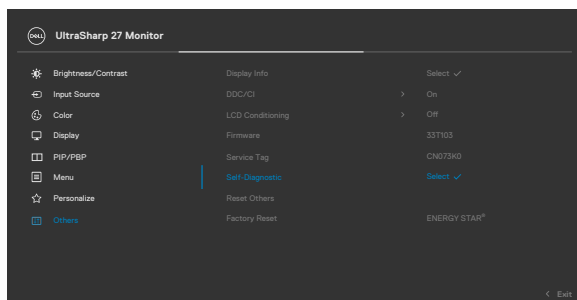 DELL UltraSharp 27 Monitor
Brightness/Contrast Display Info Select ✓
Input Source DDC/CI > On
Color LCD Conditioning > Off
Display Firmware 33T103
PIP/PBP Service Tag CN073K0
Menu Self-Diagnostic Select ✓
Personalize Reset Others
Others Factory Reset ENERGY STAR®
< Exit